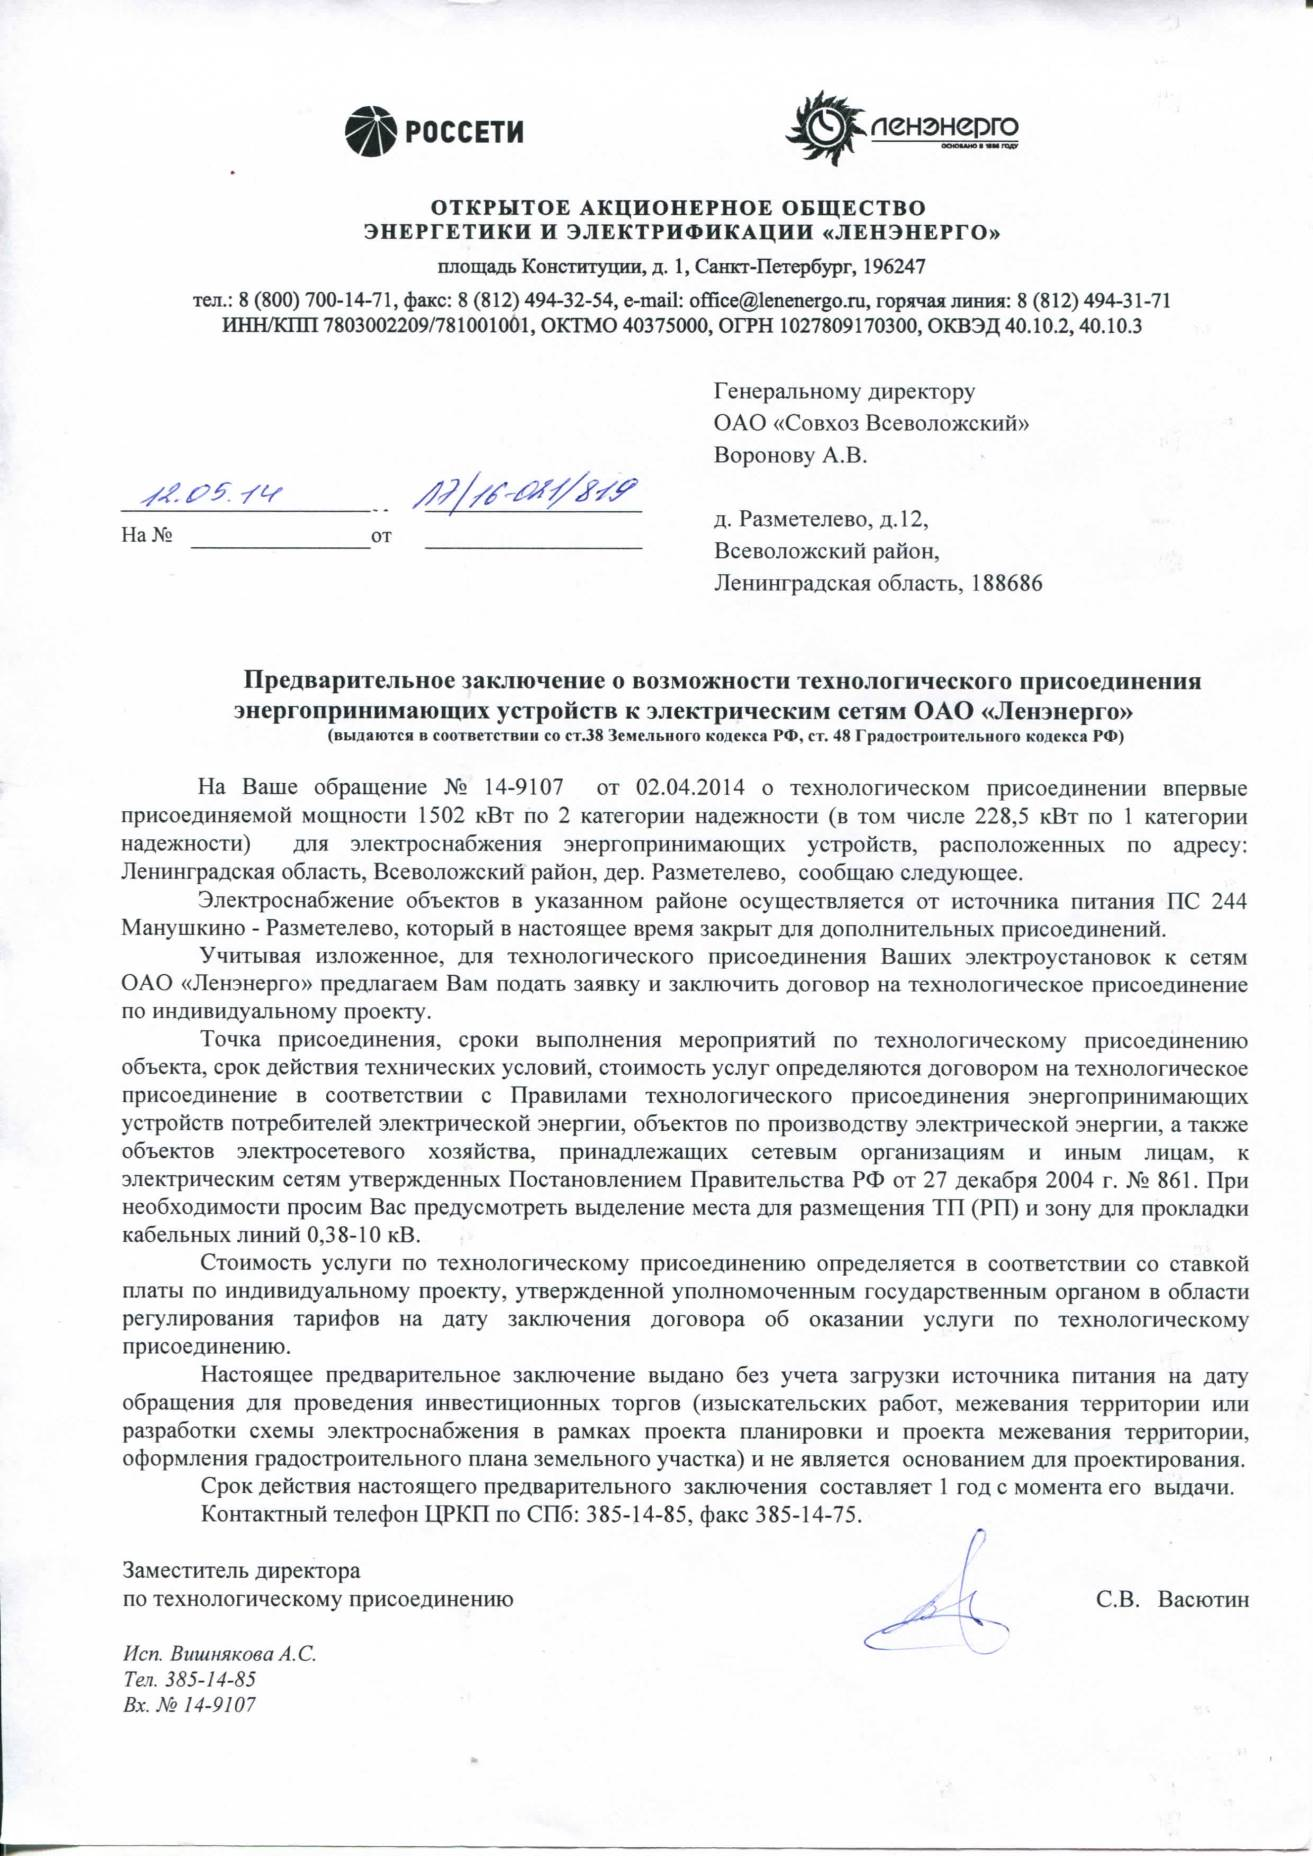 РОССЕТИ
ЛЕНЭНЕРГО
ОСНОВАНО В 1886 ГОДУ
ОТКРЫТОЕ АКЦИОНЕРНОЕ ОБЩЕСТВО
ЭНЕРГЕТИКИ И ЭЛЕКТРИФИКАЦИИ «ЛЕНЭНЕРГО»
площадь Конституции, д. 1, Санкт-Петербург, 196247
тел.: 8 (800) 700-14-71, факс: 8 (812) 494-32-54, e-mail: office@lenenergo.ru, горячая линия: 8 (812) 494-31-71
ИНН/КПП 7803002209/781001001, ОКТМО 40375000, ОГРН 1027809170300, ОКВЭД 40.10.2, 40.10.3
Генеральному директору
ОАО «Совхоз Всеволожский»
Воронову А.В.
12.05.14 ЛЭ/16-021/819
На № от
д. Разметелево, д.12,
Всеволожский район,
Ленинградская область, 188686
Предварительное заключение о возможности технологического присоединения
энергопринимающих устройств к электрическим сетям ОАО «Ленэнерго»
(выдаются в соответствии со ст.38 Земельного кодекса РФ, ст. 48 Градостроительного кодекса РФ)
На Ваше обращение № 14-9107 от 02.04.2014 о технологическом присоединении впервые
присоединяемой мощности 1502 кВт по 2 категории надежности (в том числе 228,5 кВт по 1 категории
надежности) для электроснабжения энергопринимающих устройств, расположенных по адресу:
Ленинградская область, Всеволожский район, дер. Разметелево, сообщаю следующее.
Электроснабжение объектов в указанном районе осуществляется от источника питания ПС 244
Манушкино - Разметелево, который в настоящее время закрыт для дополнительных присоединений.
Учитывая изложенное, для технологического присоединения Ваших электроустановок к сетям
ОАО «Ленэнерго» предлагаем Вам подать заявку и заключить договор на технологическое присоединение
по индивидуальному проекту.
Точка присоединения, сроки выполнения мероприятий по технологическому присоединению
объекта, срок действия технических условий, стоимость услуг определяются договором на технологическое
присоединение в соответствии с Правилами технологического присоединения энергопринимающих
устройств потребителей электрической энергии, объектов по производству электрической энергии, а также
объектов электросетевого хозяйства, принадлежащих сетевым организациям и иным лицам, к
электрическим сетям утвержденных Постановлением Правительства РФ от 27 декабря 2004 г. № 861. При
необходимости просим Вас предусмотреть выделение места для размещения ТП (РП) и зону для прокладки
кабельных линий 0,38-10 кВ.
Стоимость услуги по технологическому присоединению определяется в соответствии со ставкой
платы по индивидуальному проекту, утвержденной уполномоченным государственным органом в области
регулирования тарифов на дату заключения договора об оказании услуги по технологическому
присоединению.
Настоящее предварительное заключение выдано без учета загрузки источника питания на дату
обращения для проведения инвестиционных торгов (изыскательских работ, межевания территории или
разработки схемы электроснабжения в рамках проекта планировки и проекта межевания территории,
оформления градостроительного плана земельного участка) и не является основанием для проектирования.
Срок действия настоящего предварительного заключения составляет 1 год с момента его выдачи.
Контактный телефон ЦРКП по СПб: 385-14-85, факс 385-14-75.
Заместитель директора
по технологическому присоединению С.В. Васютин
Исп. Вишнякова А.С.
Тел. 385-14-85
Вх. № 14-9107